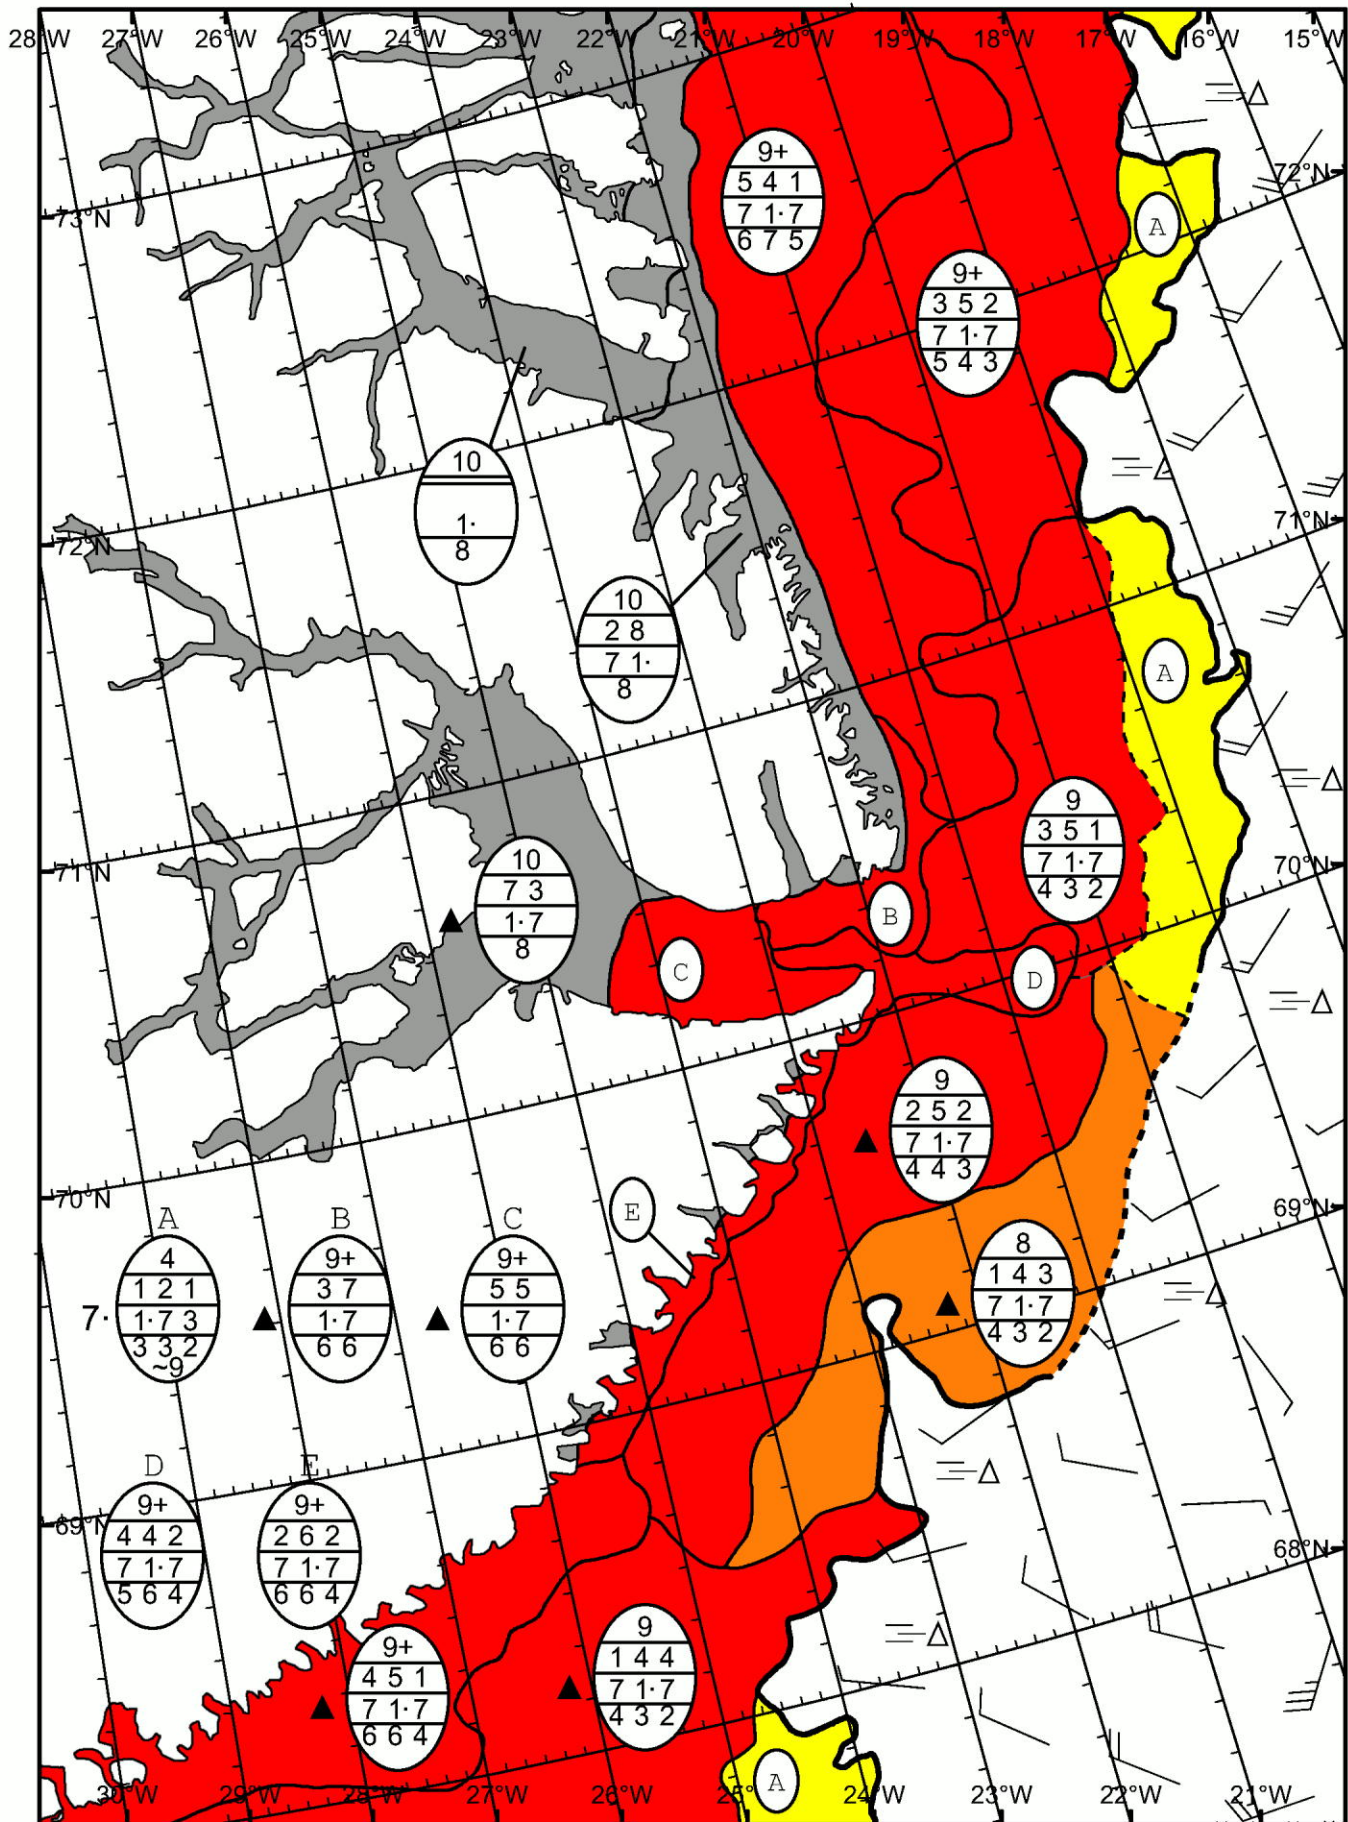 28°W 27°W 26°W 25°W 24°W 23°W 22°W 21°W 20°W 19°W 18°W 17°W 16°W 15°W
72°N
73°N
9+
5 4 1
7 1·7
6 7 5
A
9+
3 5 2
7 1·7
5 4 3
10
1·
8
71°N
72°N
10
2 8
7 1·
8
A
9
3 5 1
7 1·7
4 3 2
70°N
71°N
10
7 3
1·7
8
B
C
D
9
2 5 2
7 1·7
4 4 3
70°N
69°N
E
8
1 4 3
7 1·7
4 3 2
A
4
1 2 1
7· 1·7 3
3 3 2
~9
B
9+
3 7
1·7
6 6
C
9+
5 5
1·7
6 6
D
9+
4 4 2
7 1·7
5 6 4
E
9+
2 6 2
7 1·7
6 6 4
69°N
68°N
9+
4 5 1
7 1·7
6 6 4
9
1 4 4
7 1·7
4 3 2
A
30°W 29°W 28°W 27°W 26°W 25° 24°W 23°W 22°W 21°W